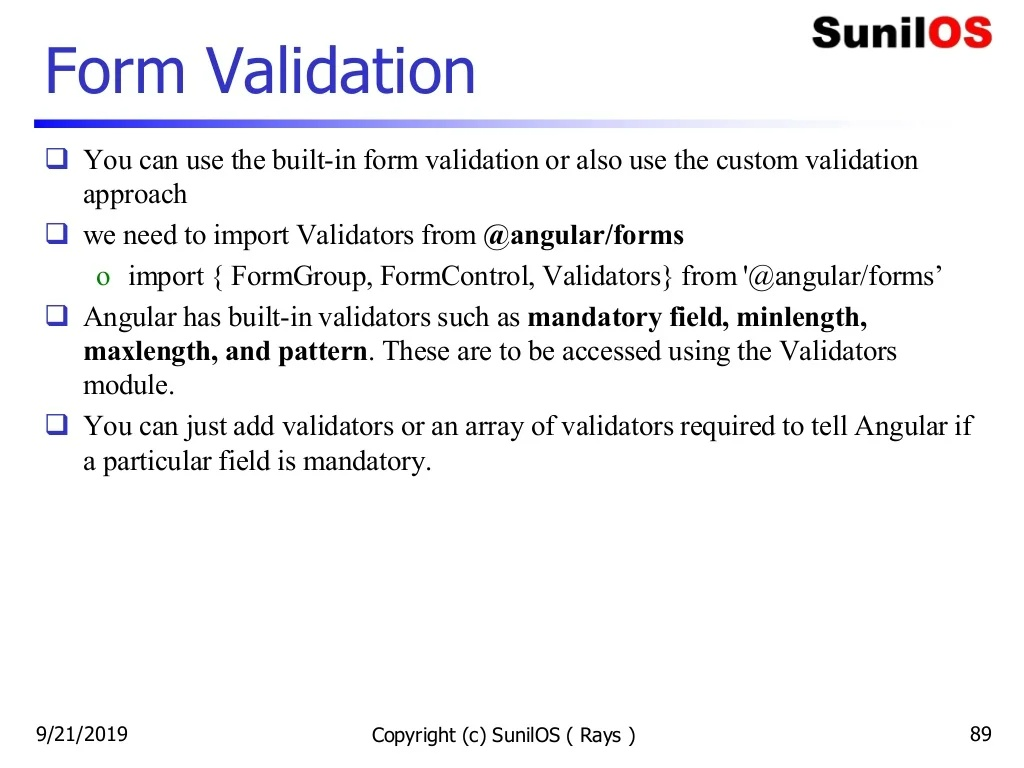 SunilOS
Form Validation
You can use the built-in form validation or also use the custom validation
approach
we need to import Validators from @angular/forms
o import { FormGroup, FormControl, Validators} from '@angular/forms’
Angular has built-in validators such as mandatory field, minlength,
maxlength, and pattern. These are to be accessed using the Validators
module.
You can just add validators or an array of validators required to tell Angular if
a particular field is mandatory.
9/21/2019 Copyright (c) SunilOS ( Rays ) 89